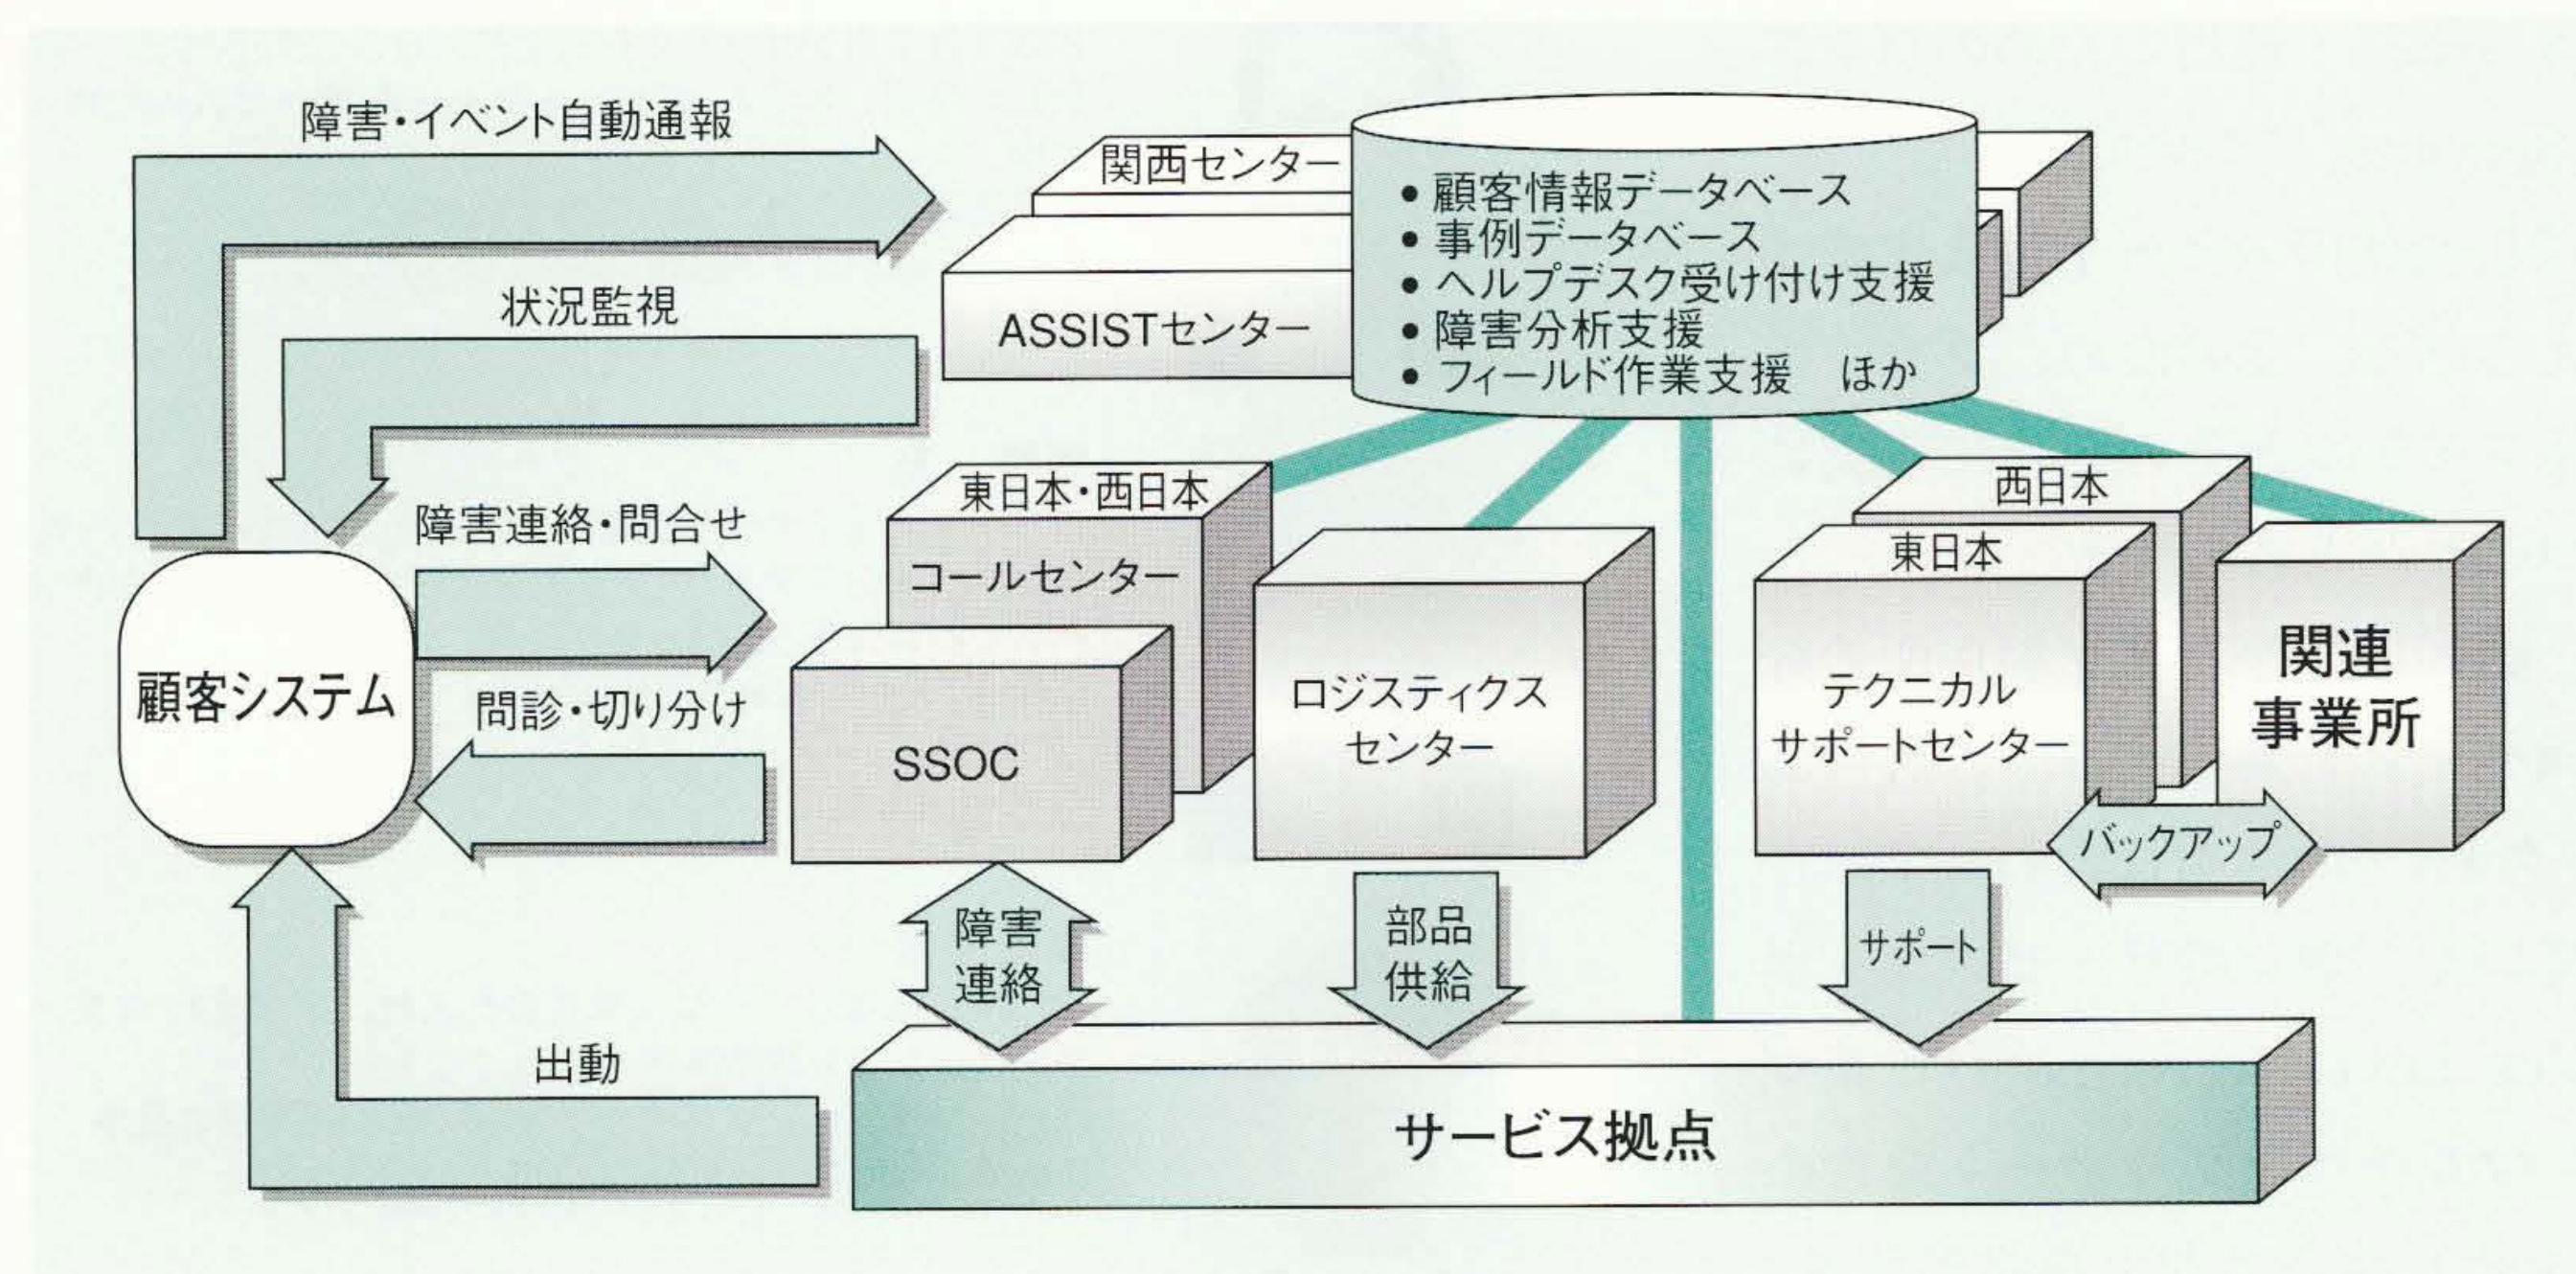 障害・イベント自動通報
関西センター
• 顧客情報データベース
• 事例データベース
• ヘルプデスク受け付け支援
• 障害分析支援
• フィールド作業支援　ほか
ASSISTセンター
状況監視
東日本・西日本
コールセンター
SSOC
障害連絡・問合せ
顧客システム
問診・切り分け
ロジスティクス
センター
西日本
東日本
テクニカル
サポートセンター
関連
事業所
バックアップ
障害
連絡
部品
供給
サポート
出動
サービス拠点